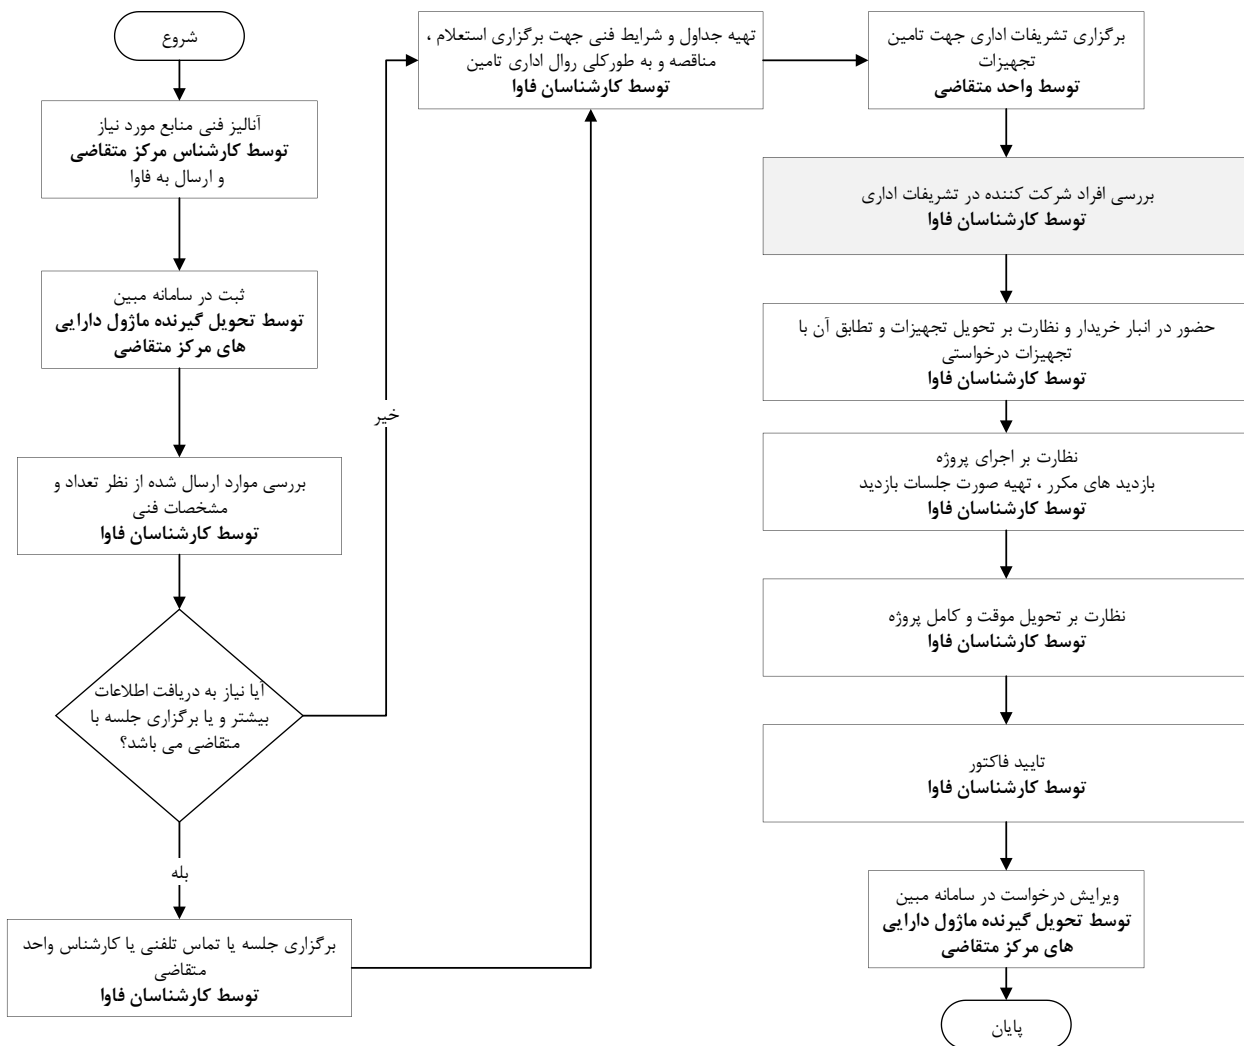 شروع
آنالیز فنی منابع مورد نیاز
توسط کارشناس مرکز متقاضی
و ارسال به فاوا
ثبت در سامانه مبین
توسط تحویل گیرنده ماژول دارایی
های مرکز متقاضی
بررسی موارد ارسال شده از نظر تعداد و
مشخصات فنی
توسط کارشناسان فاوا
آیا نیاز به دریافت اطلاعات
بیشتر و یا برگزاری جلسه با
متقاضی می باشد؟
خیر
بله
برگزاری جلسه یا تماس تلفنی یا کارشناس واحد
متقاضی
توسط کارشناسان فاوا
تهیه جداول و شرایط فنی جهت برگزاری استعلام ،
مناقصه و به طورکلی روال اداری تامین
توسط کارشناسان فاوا
برگزاری تشریفات اداری جهت تامین
تجهیزات
توسط واحد متقاضی
بررسی افراد شرکت کننده در تشریفات اداری
توسط کارشناسان فاوا
حضور در انبار خریدار و نظارت بر تحویل تجهیزات و تطابق آن با
تجهیزات درخواستی
توسط کارشناسان فاوا
نظارت بر اجرای پروژه
بازدید های مکرر ، تهیه صورت جلسات بازدید
توسط کارشناسان فاوا
نظارت بر تحویل موقت و کامل پروژه
توسط کارشناسان فاوا
تایید فاکتور
توسط کارشناسان فاوا
ویرایش درخواست در سامانه مبین
توسط تحویل گیرنده ماژول دارایی
های مرکز متقاضی
پایان